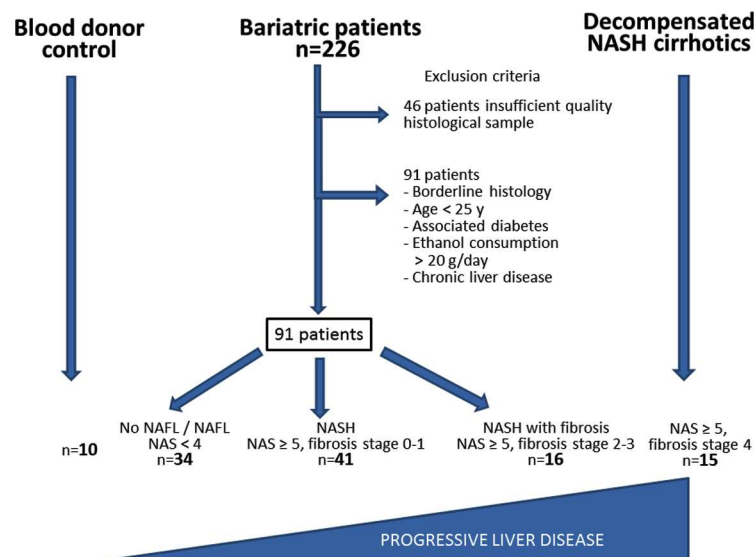 Blood donor
control
Bariatric patients
n=226
Decompensated
NASH cirrhotics
Exclusion criteria
46 patients insufficient quality
histological sample
91 patients
- Borderline histology
- Age < 25 y
- Associated diabetes
- Ethanol consumption
> 20 g/day
- Chronic liver disease
91 patients
n=10
No NAFL / NAFL
NAS < 4
n=34
NASH
NAS ≥ 5, fibrosis stage 0-1
n=41
NASH with fibrosis
NAS ≥ 5, fibrosis stage 2-3
n=16
NAS ≥ 5,
fibrosis stage 4
n=15
PROGRESSIVE LIVER DISEASE